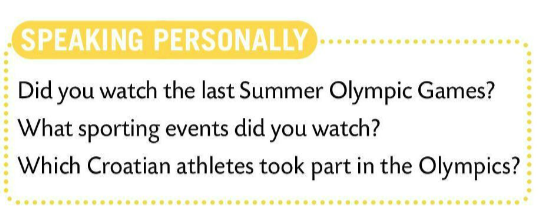 SPEAKING PERSONALLY
Did you watch the last Summer Olympic Games?
What sporting events did you watch?
Which Croatian athletes took part in the Olympics?